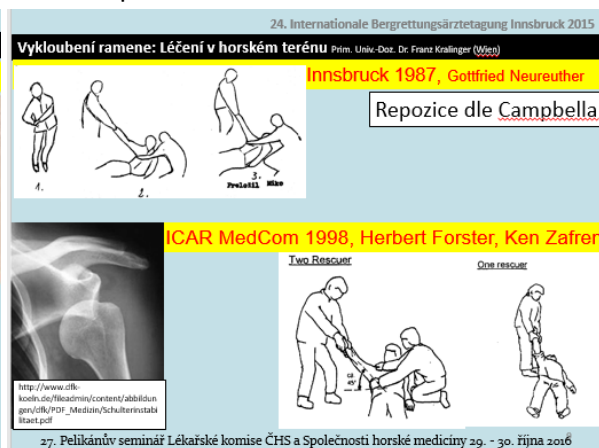 24. Internationale Bergrettungsärztetagung Innsbruck 2015
Vykloubení ramene: Léčení v horském terénu Prim. Univ.-Doz. Dr. Franz Kralinger (Wien)
Innsbruck 1987, Gottfried Neureuther
Repozice dle Campbella
1.
2.
3.
Přeložil Miko
ICAR MedCom 1998, Herbert Forster, Ken Zafren
Two Rescuer
One rescuer
http://www.dfk-
koeln.de/fileadmin/content/abbildun
gen/dfk/PDF_Medizin/Schulterinstabi
litaet.pdf
27. Pelikánův seminář Lékařské komise ČHS a Společnosti horské medicíny 29. - 30. října 2016